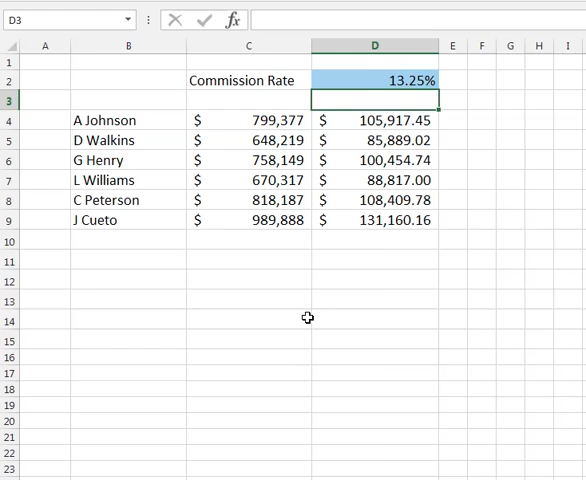 D3 fx
A B C D E F G H I
1
2 Commission Rate 13.25%
3
4 A Johnson $ 799,377 $ 105,917.45
5 D Walkins $ 648,219 $ 85,889.02
6 G Henry $ 758,149 $ 100,454.74
7 L Williams $ 670,317 $ 88,817.00
8 C Peterson $ 818,187 $ 108,409.78
9 J Cueto $ 989,888 $ 131,160.16
10
11
12
13
14
15
16
17
18
19
20
21
22
23